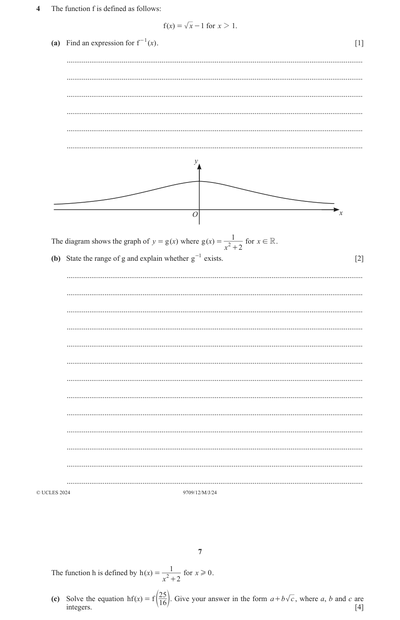 4 The function f is defined as follows:
f(x) = √x − 1 for x > 1.
(a) Find an expression for f⁻¹(x). [1]
y
O
x
The diagram shows the graph of y = g(x) where g(x) = 1/(x² + 2) for x ∈ ℝ.
(b) State the range of g and explain whether g⁻¹ exists. [2]
© UCLES 2024 9709/12/M/J/24
7
The function h is defined by h(x) = 1/(x² + 2) for x ⩾ 0.
(c) Solve the equation hf(x) = f(25/16). Give your answer in the form a + b√c, where a, b and c are
integers. [4]